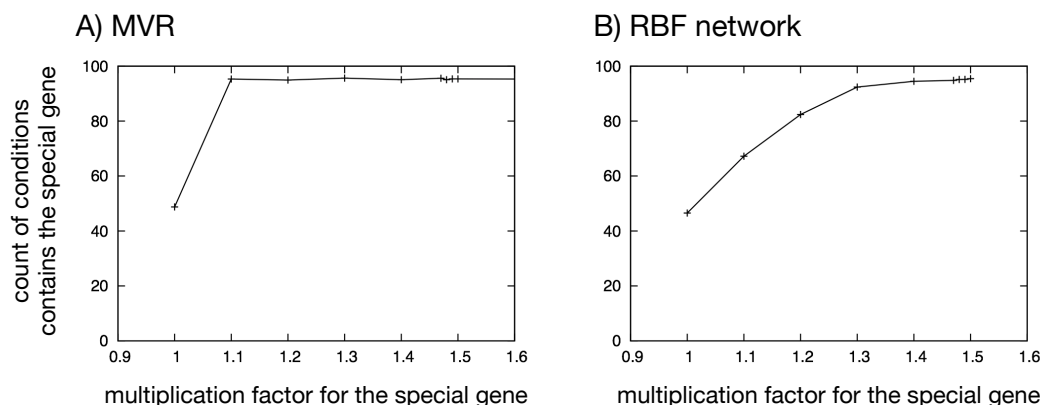 A) MVR
B) RBF network
count of conditions
contains the special gene
100
80
60
40
20
0
0.9 1 1.1 1.2 1.3 1.4 1.5 1.6
multiplication factor for the special gene
100
80
60
40
20
0
0.9 1 1.1 1.2 1.3 1.4 1.5 1.6
multiplication factor for the special gene